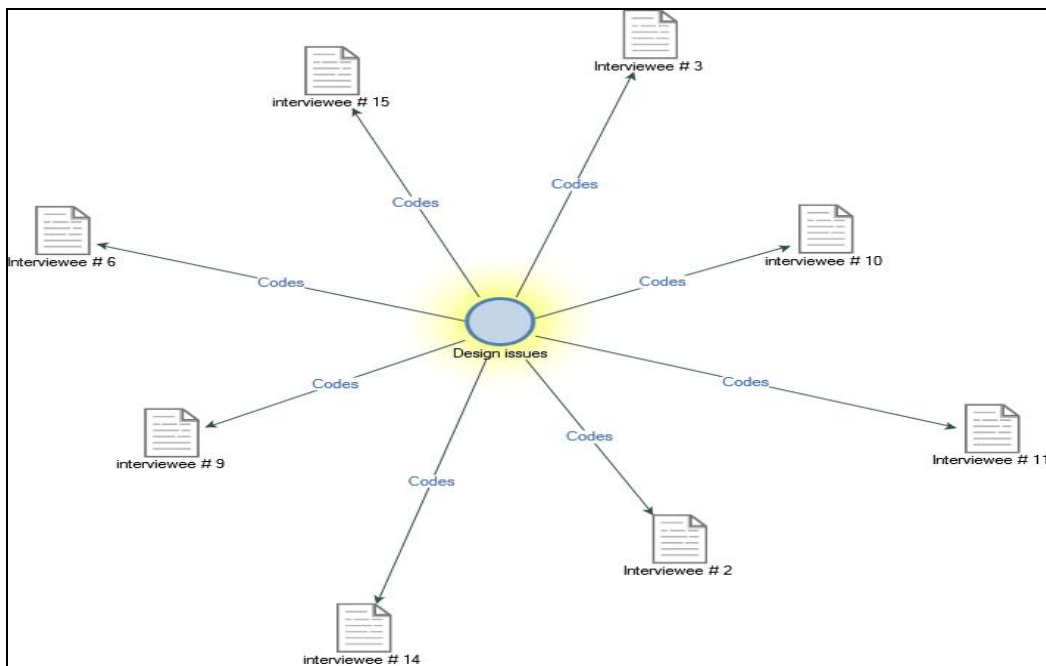 Interviewee # 3
interviewee # 15
Codes
Codes
Interviewee # 6
interviewee # 10
Codes
Codes
Design issues
Codes
Codes
Codes
interviewee # 9
Interviewee # 11
Codes
Interviewee # 2
interviewee # 14